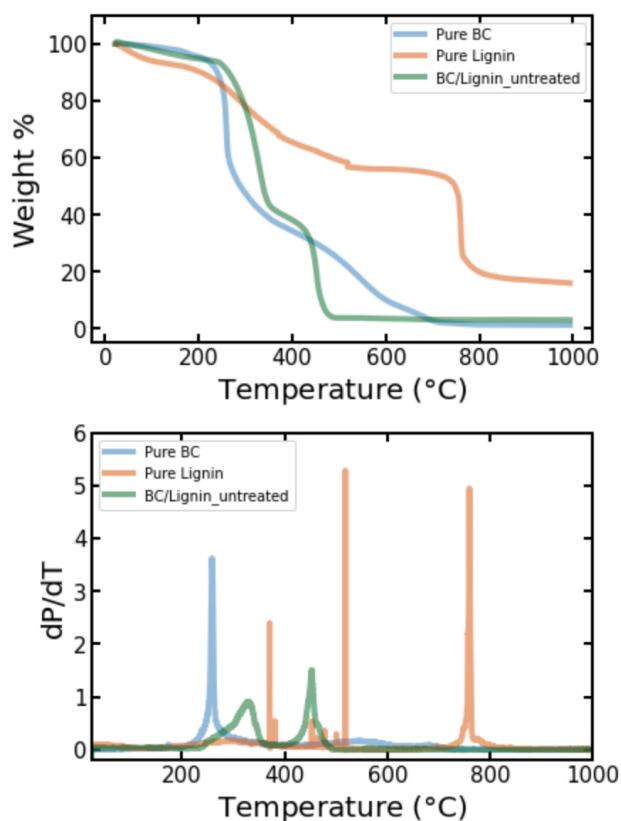 Pure BC
Pure Lignin
BC/Lignin_untreated
100
80
60
40
20
0
Weight %
0 200 400 600 800 1000
Temperature (°C)
Pure BC
Pure Lignin
BC/Lignin_untreated
6
5
4
3
2
1
0
dP/dT
200 400 600 800 1000
Temperature (°C)